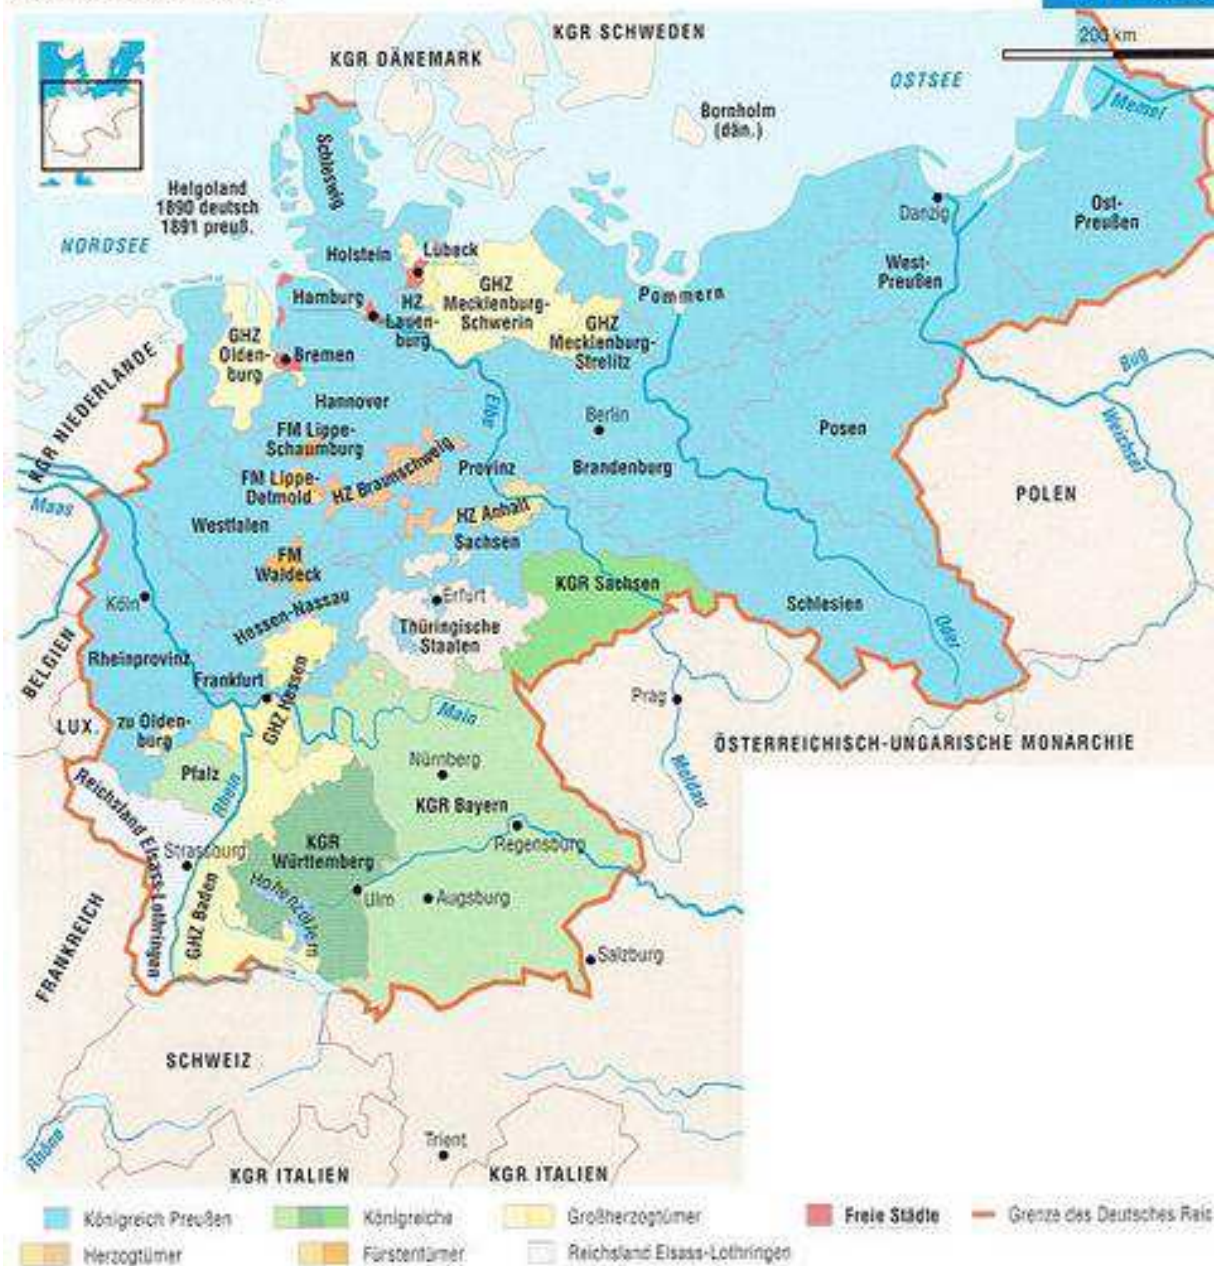 KGR SCHWEDEN
KGR DÄNEMARK
200 km
OSTSEE
Memel
Bornholm
(dän.)
Schleswig
Helgoland
1890 deutsch
1891 preuß.
NORDSEE
Danzig
Ost-
Preußen
Holstein
Lübeck
West-
Preußen
Hamburg
HZ
Lauen-
burg
GHZ
Mecklenburg-
Schwerin
Pommern
GHZ
Mecklenburg-
Strelitz
GHZ
Olden-
burg
Bremen
KGR NIEDERLANDE
Bug
Hannover
Elbe
Berlin
Weichsel
FM Lippe-
Schaumburg
Posen
FM Lippe-
Detmold
HZ Braunschweig
Provinz
Brandenburg
POLEN
Maas
Westfalen
HZ Anhalt
Sachsen
FM
Waldeck
KGR Sachsen
Köln
Erfurt
Schlesien
Hessen-Nassau
Thüringische
Staaten
Oder
BELGIEN
Rheinprovinz
Frankfurt
GHZ Hessen
Prag
LUX.
zu Olden-
burg
Main
ÖSTERREICHISCH-UNGARISCHE MONARCHIE
Pfalz
Nürnberg
Moldau
Reichsland Elsass-Lothringen
Rhein
KGR Bayern
Strassburg
KGR
Württemberg
Regensburg
Hohenzollern
Ulm
Augsburg
GHZ Baden
FRANKREICH
Salzburg
SCHWEIZ
Rhône
Trient
KGR ITALIEN
KGR ITALIEN
Königreich Preußen
Königreiche
Großherzogtümer
Freie Städte
Grenze des Deutsches Reic
Herzogtümer
Fürstentümer
Reichsland Elsass-Lothringen